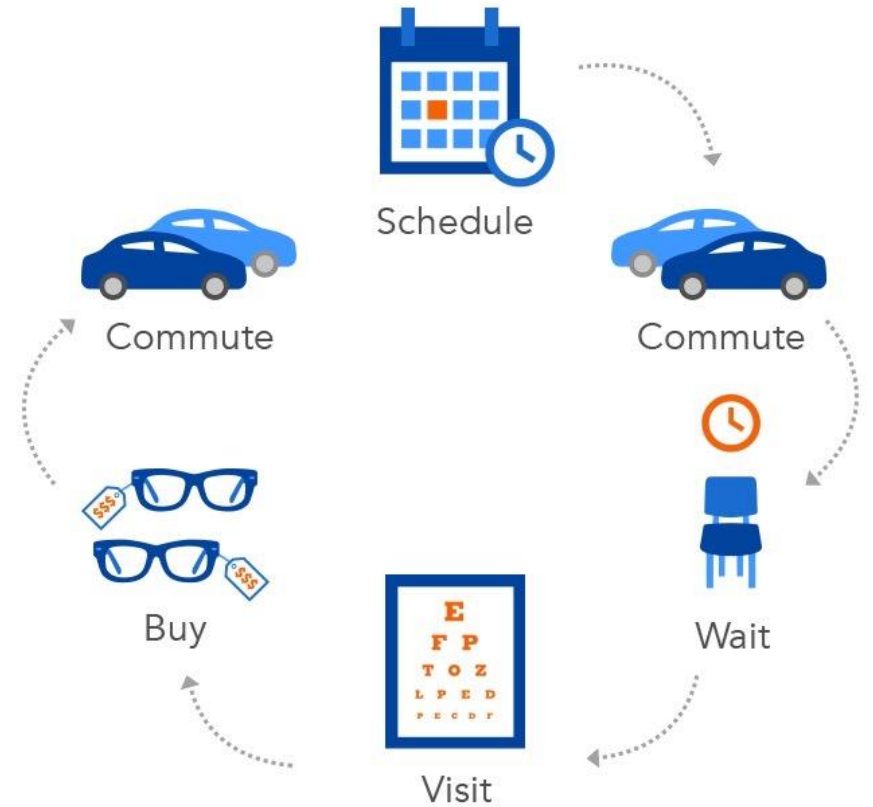 Schedule
Commute
Commute
$$$
$$$
Buy
Wait
E
F P
T O Z
L P E D
P E C D F
Visit